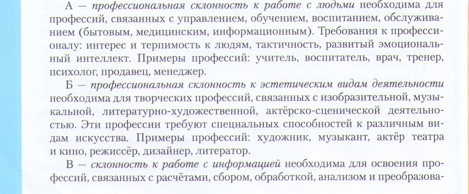 А — профессиональная склонность к работе с людьми необходима для
профессий, связанных с управлением, обучением, воспитанием, обслужива-
нием (бытовым, медицинским, информационным). Требования к професси-
оналу: интерес и терпимость к людям, тактичность, развитый эмоциональ-
ный интеллект. Примеры профессий: учитель, воспитатель, врач, тренер,
психолог, продавец, менеджер.
Б — профессиональная склонность к эстетическим видам деятельности
необходима для творческих профессий, связанных с изобразительной, музы-
кальной, литературно-художественной, актёрско-сценической деятельно-
стью. Эти профессии требуют специальных способностей к различным ви-
дам искусства. Примеры профессий: художник, музыкант, актёр театра
и кино, режиссёр, дизайнер, литератор.
В — склонность к работе с информацией необходима для освоения про-
фессий, связанных с расчётами, сбором, обработкой, анализом и преобразова-